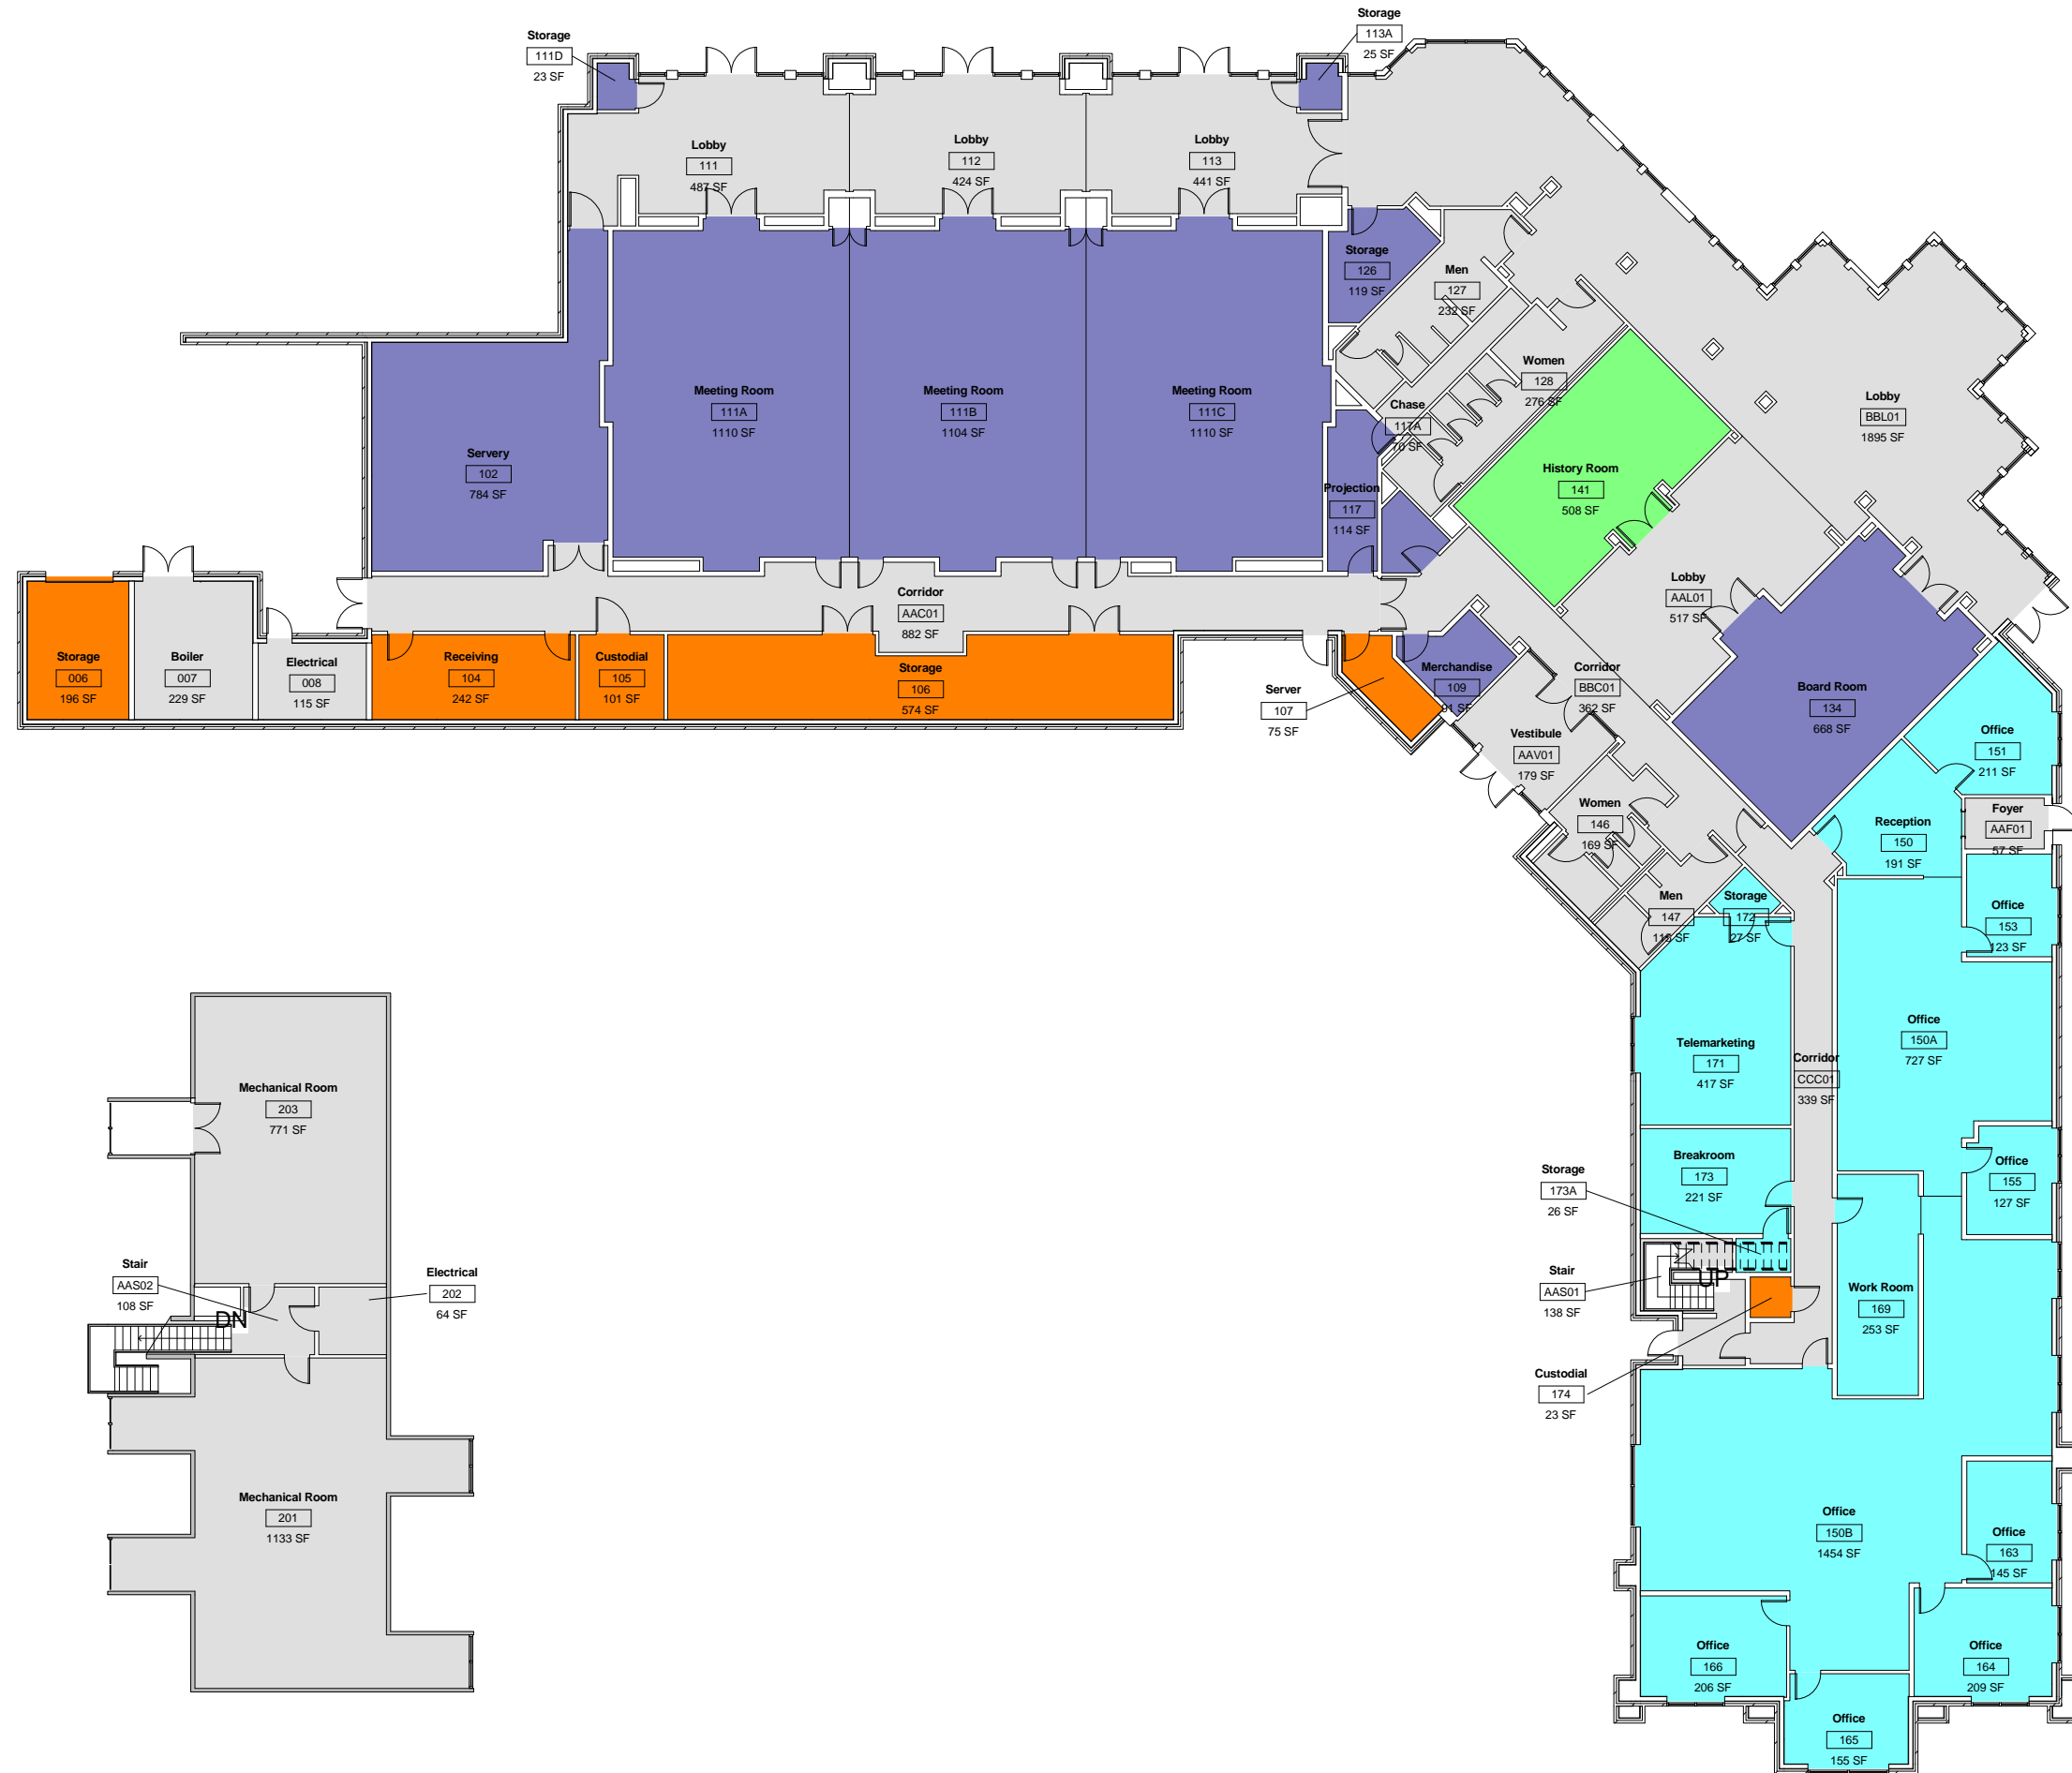 Storage
111D
23 SF
Storage
113A
25 SF
Lobby
111
487 SF
Lobby
112
424 SF
Lobby
113
441 SF
Storage
126
119 SF
Men
127
232 SF
Women
128
276 SF
Chase
117A
70 SF
Lobby
BBL01
1895 SF
Meeting Room
111A
1110 SF
Meeting Room
111B
1104 SF
Meeting Room
111C
1110 SF
Servery
102
784 SF
Projection
117
114 SF
History Room
141
508 SF
Corridor
AAC01
882 SF
Lobby
AAL01
517 SF
Storage
006
196 SF
Boiler
007
229 SF
Electrical
008
115 SF
Receiving
104
242 SF
Custodial
105
101 SF
Storage
106
574 SF
Server
107
75 SF
Merchandise
109
91 SF
Corridor
BBC01
362 SF
Board Room
134
668 SF
Vestibule
AAV01
179 SF
Office
151
211 SF
Women
146
169 SF
Reception
150
191 SF
Foyer
AAF01
57 SF
Men
147
115 SF
Storage
172
27 SF
Office
153
123 SF
Office
150A
727 SF
Telemarketing
171
417 SF
Corridor
CCC01
339 SF
Mechanical Room
203
771 SF
Breakroom
173
221 SF
Storage
173A
26 SF
Office
155
127 SF
Stair
AAS02
108 SF
DN
Electrical
202
64 SF
Stair
AAS01
138 SF
UP
Work Room
169
253 SF
Custodial
174
23 SF
Mechanical Room
201
1133 SF
Office
150B
1454 SF
Office
163
145 SF
Office
166
206 SF
Office
164
209 SF
Office
165
155 SF